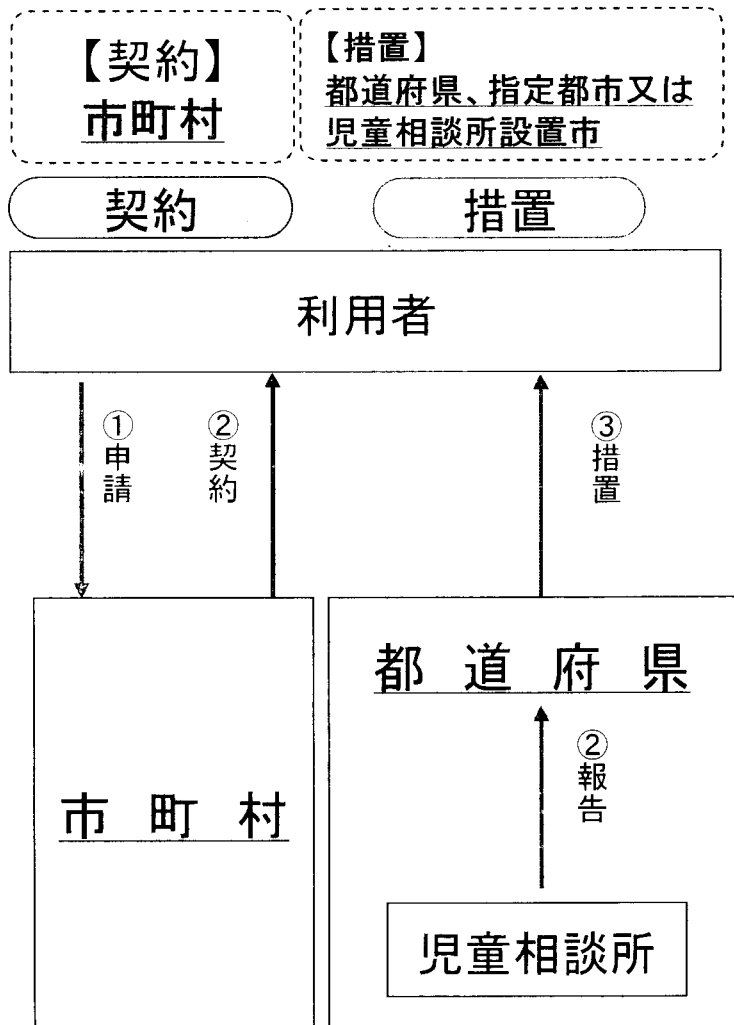 【契約】
市町村
【措置】
都道府県、指定都市又は
児童相談所設置市
契約
措置
利用者
①申請
②契約
③措置
都道府県
②報告
市町村
児童相談所